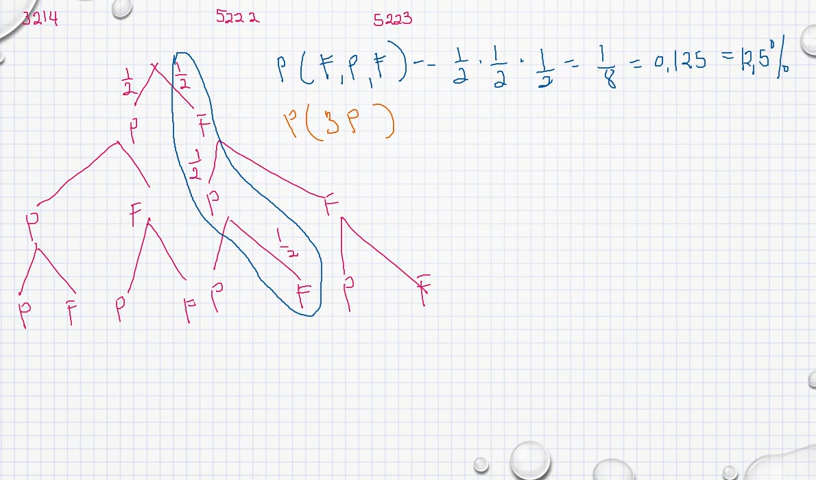 3214 5222 5223
1/2 1/2 P(F,P,F) -- 1/2 · 1/2 · 1/2 = 1/8 = 0,125 = 12,5%
P F P(3P)
1/2
P F P F
1/2
P F P P P F P F